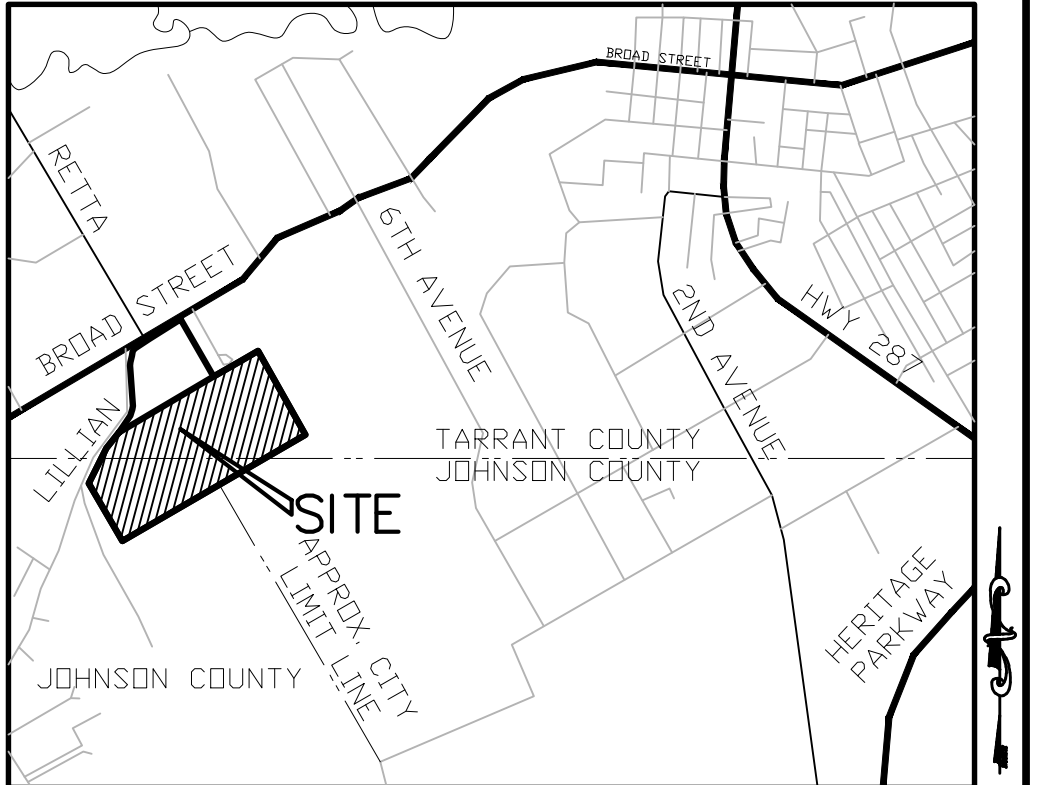 BROAD STREET
RETTA
6TH AVENUE
BROAD STREET
2ND AVENUE
HWY 287
LILLIAN
TARRANT COUNTY
JOHNSON COUNTY
SITE
APPROX. CITY
LIMIT LINE
HERITAGE
PARKWAY
JOHNSON COUNTY